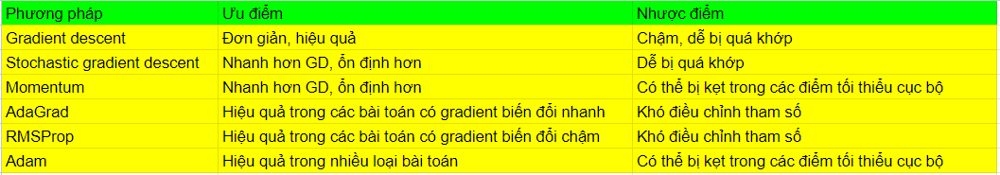 Phương pháp Ưu điểm Nhược điểm
Gradient descent Đơn giản, hiệu quả Chậm, dễ bị quá khớp
Stochastic gradient descent Nhanh hơn GD, ổn định hơn Dễ bị quá khớp
Momentum Nhanh hơn GD, ổn định hơn Có thể bị kẹt trong các điểm tối thiểu cục bộ
AdaGrad Hiệu quả trong các bài toán có gradient biến đổi nhanh Khó điều chỉnh tham số
RMSProp Hiệu quả trong các bài toán có gradient biến đổi chậm Khó điều chỉnh tham số
Adam Hiệu quả trong nhiều loại bài toán Có thể bị kẹt trong các điểm tối thiểu cục bộ